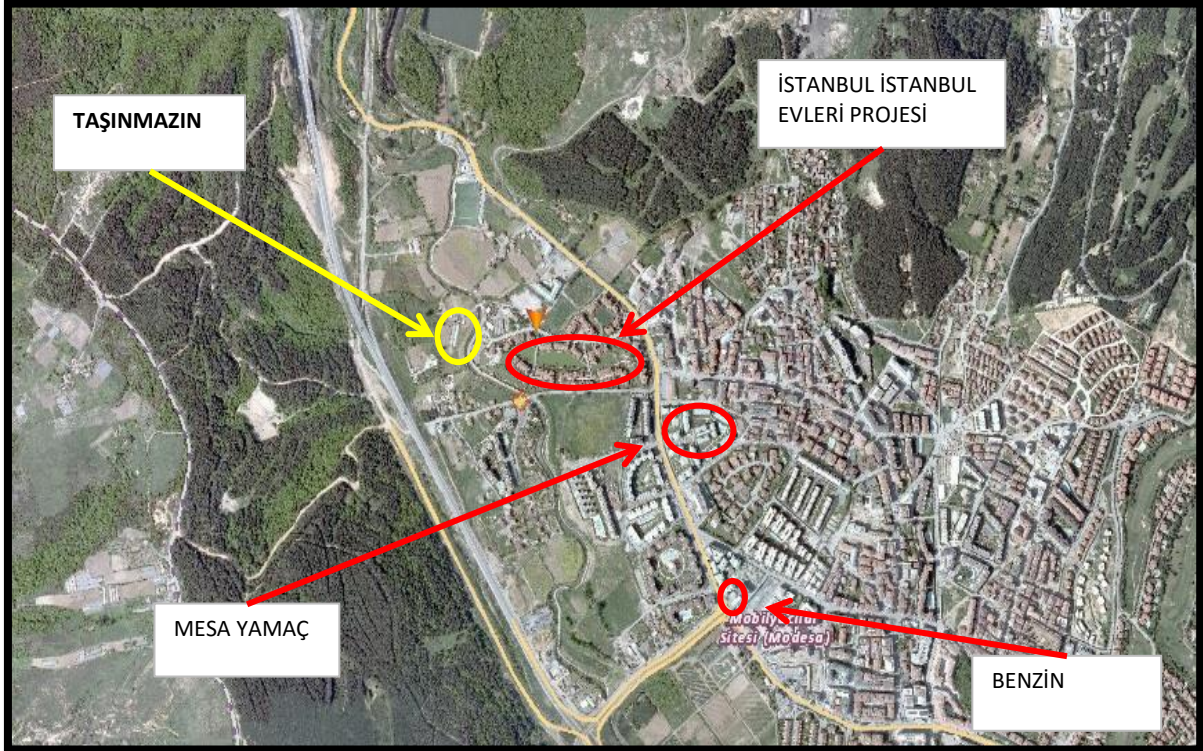 İSTANBUL İSTANBUL
EVLERİ PROJESİ
TAŞINMAZIN
MESA YAMAÇ
Sitesi (Modesa)
BENZİN